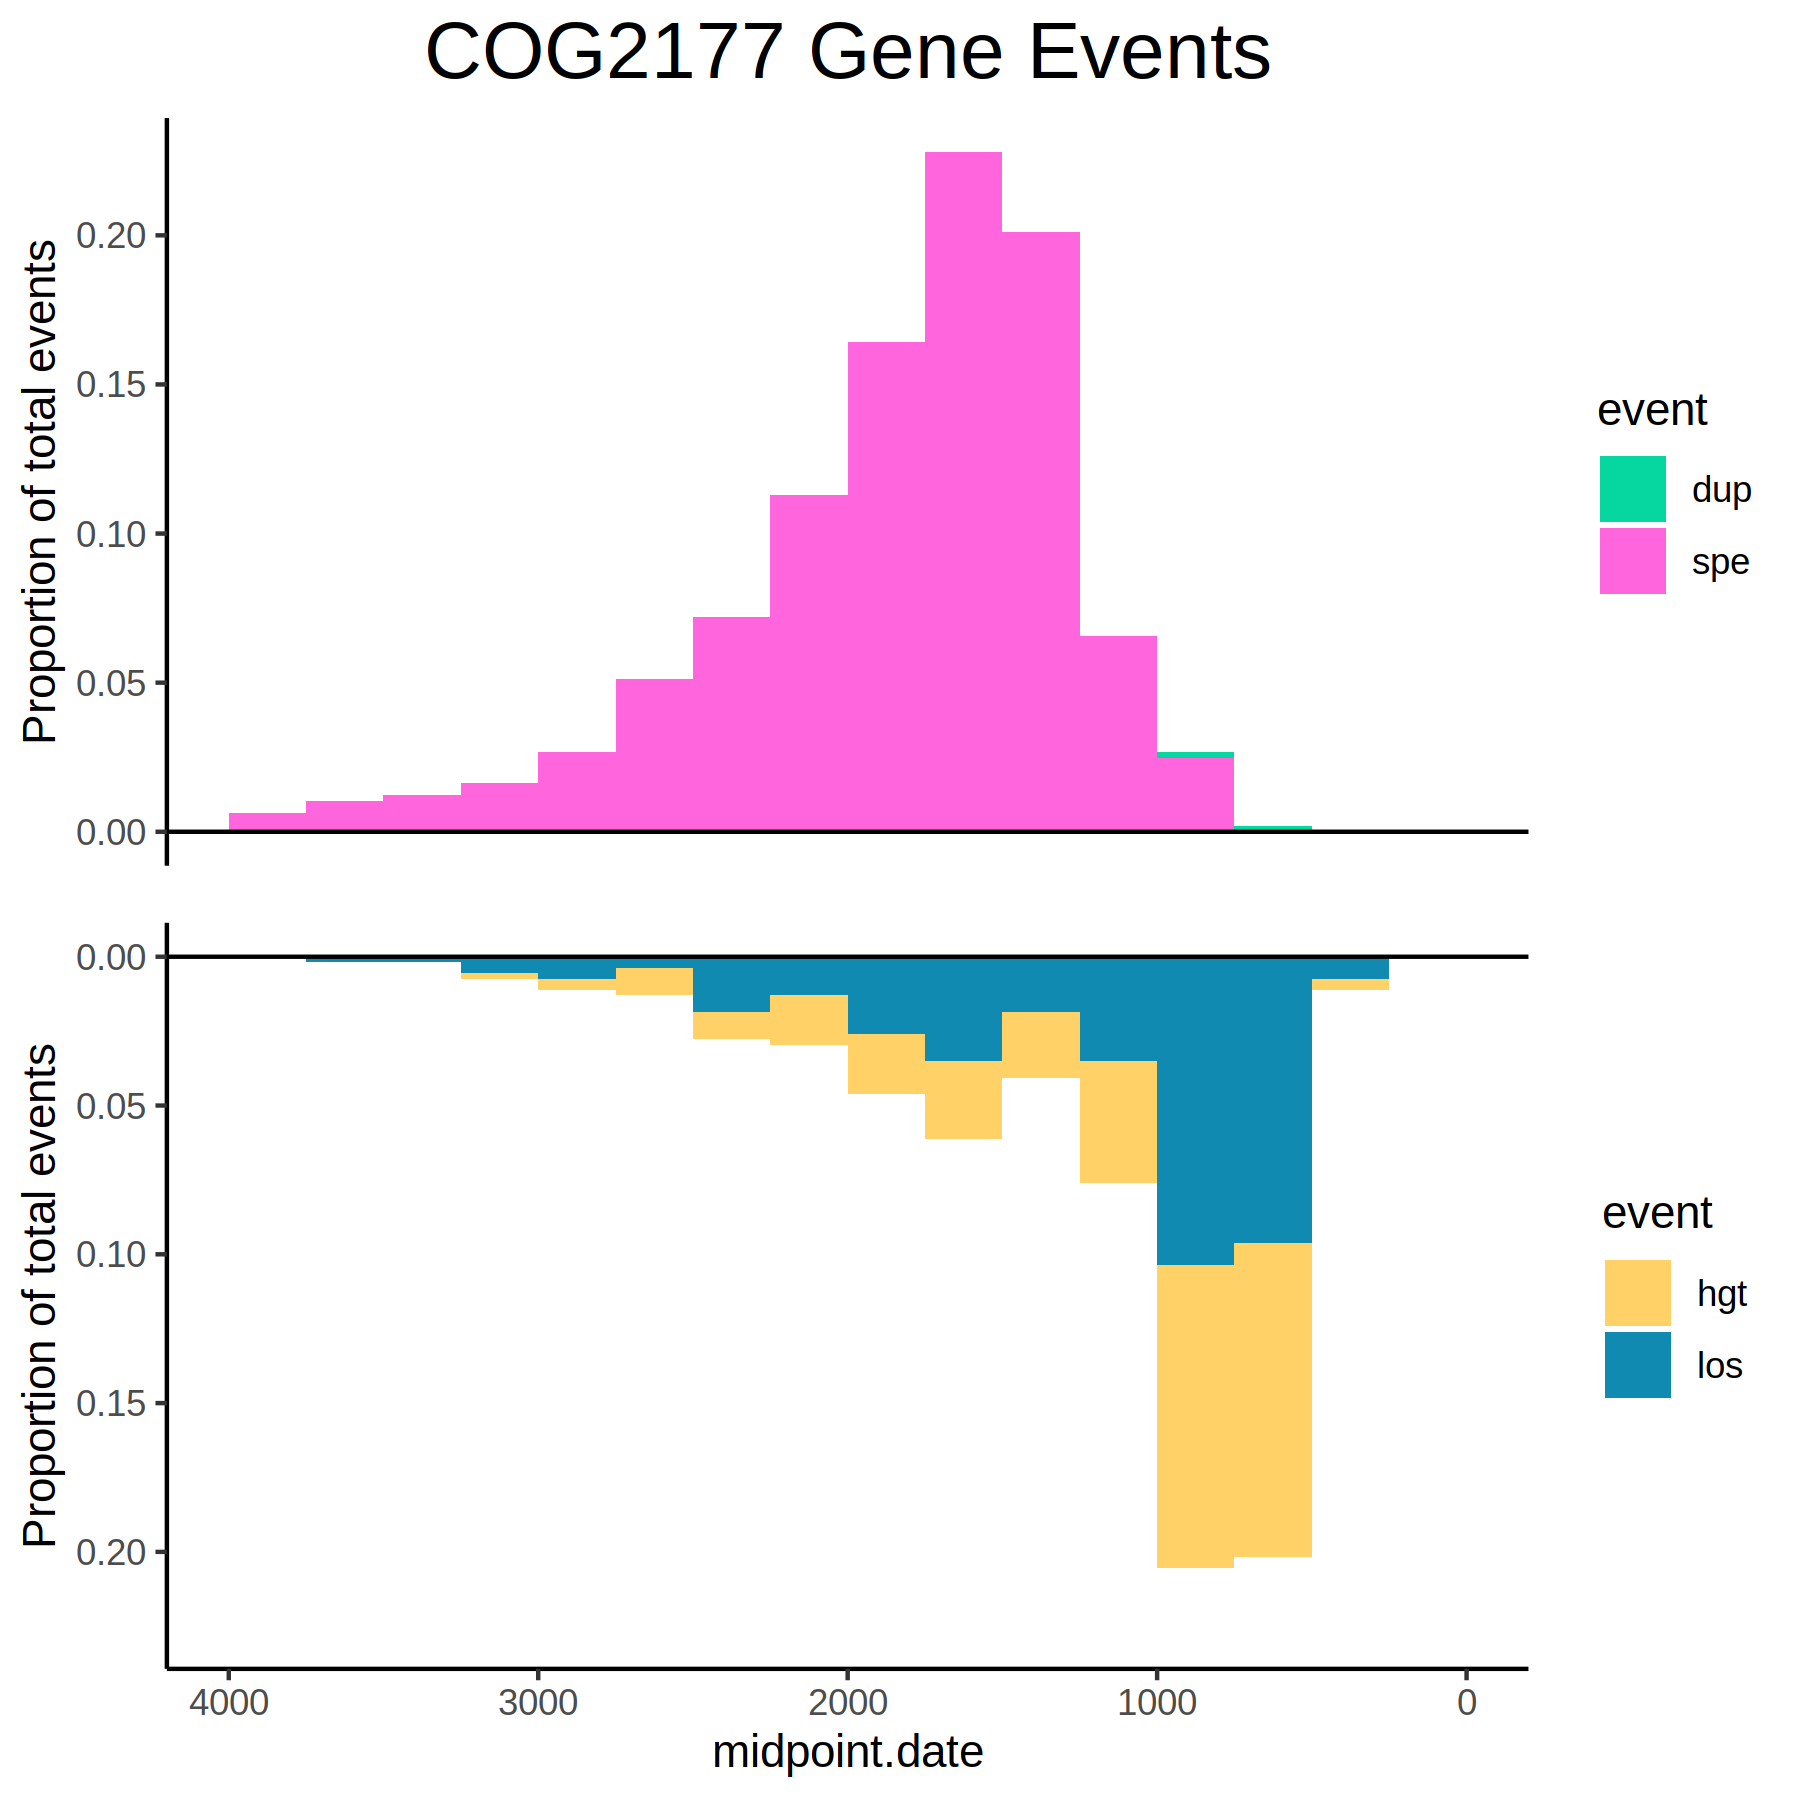 COG2177 Gene Events
Proportion of total events
0.20
0.15
0.10
0.05
0.00
event
dup
spe
Proportion of total events
0.00
0.05
0.10
0.15
0.20
event
hgt
los
4000 3000 2000 1000 0
midpoint.date